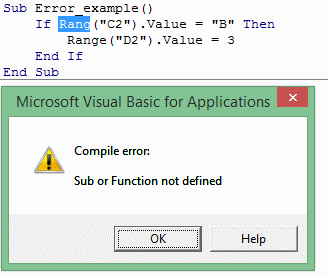 Sub Error_example()
    If Rang("C2").Value = "B" Then
        Range("D2").Value = 3
    End If
End Sub
Microsoft Visual Basic for Applications
Compile error:
Sub or Function not defined
OK
Help